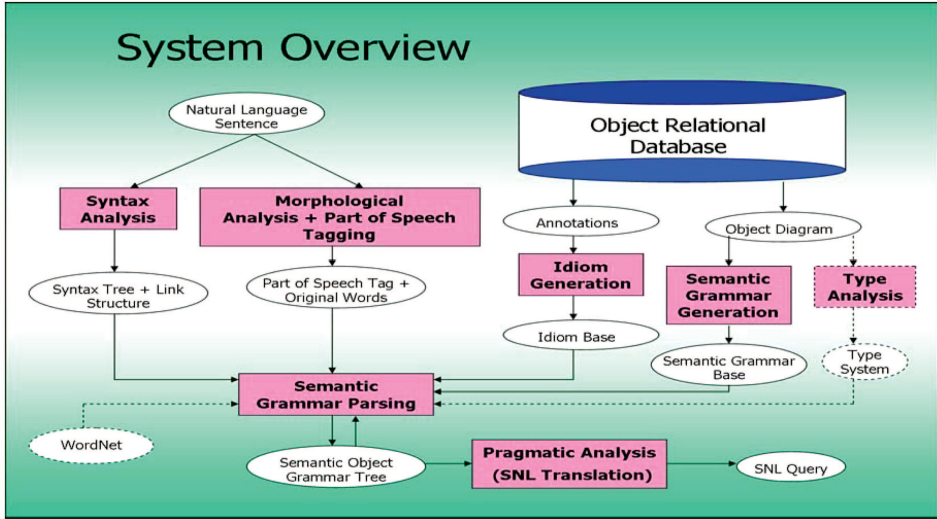 System Overview
Natural Language
Sentence
Object Relational
Database
Syntax
Analysis
Morphological
Analysis + Part of Speech
Tagging
Annotations
Object Diagram
Syntax Tree + Link
Structure
Part of Speech Tag +
Original Words
Idiom
Generation
Semantic
Grammar
Generation
Type
Analysis
Idiom Base
Semantic Grammar
Base
Type
System
Semantic
Grammar Parsing
WordNet
Semantic Object
Grammar Tree
Pragmatic Analysis
(SNL Translation)
SNL Query